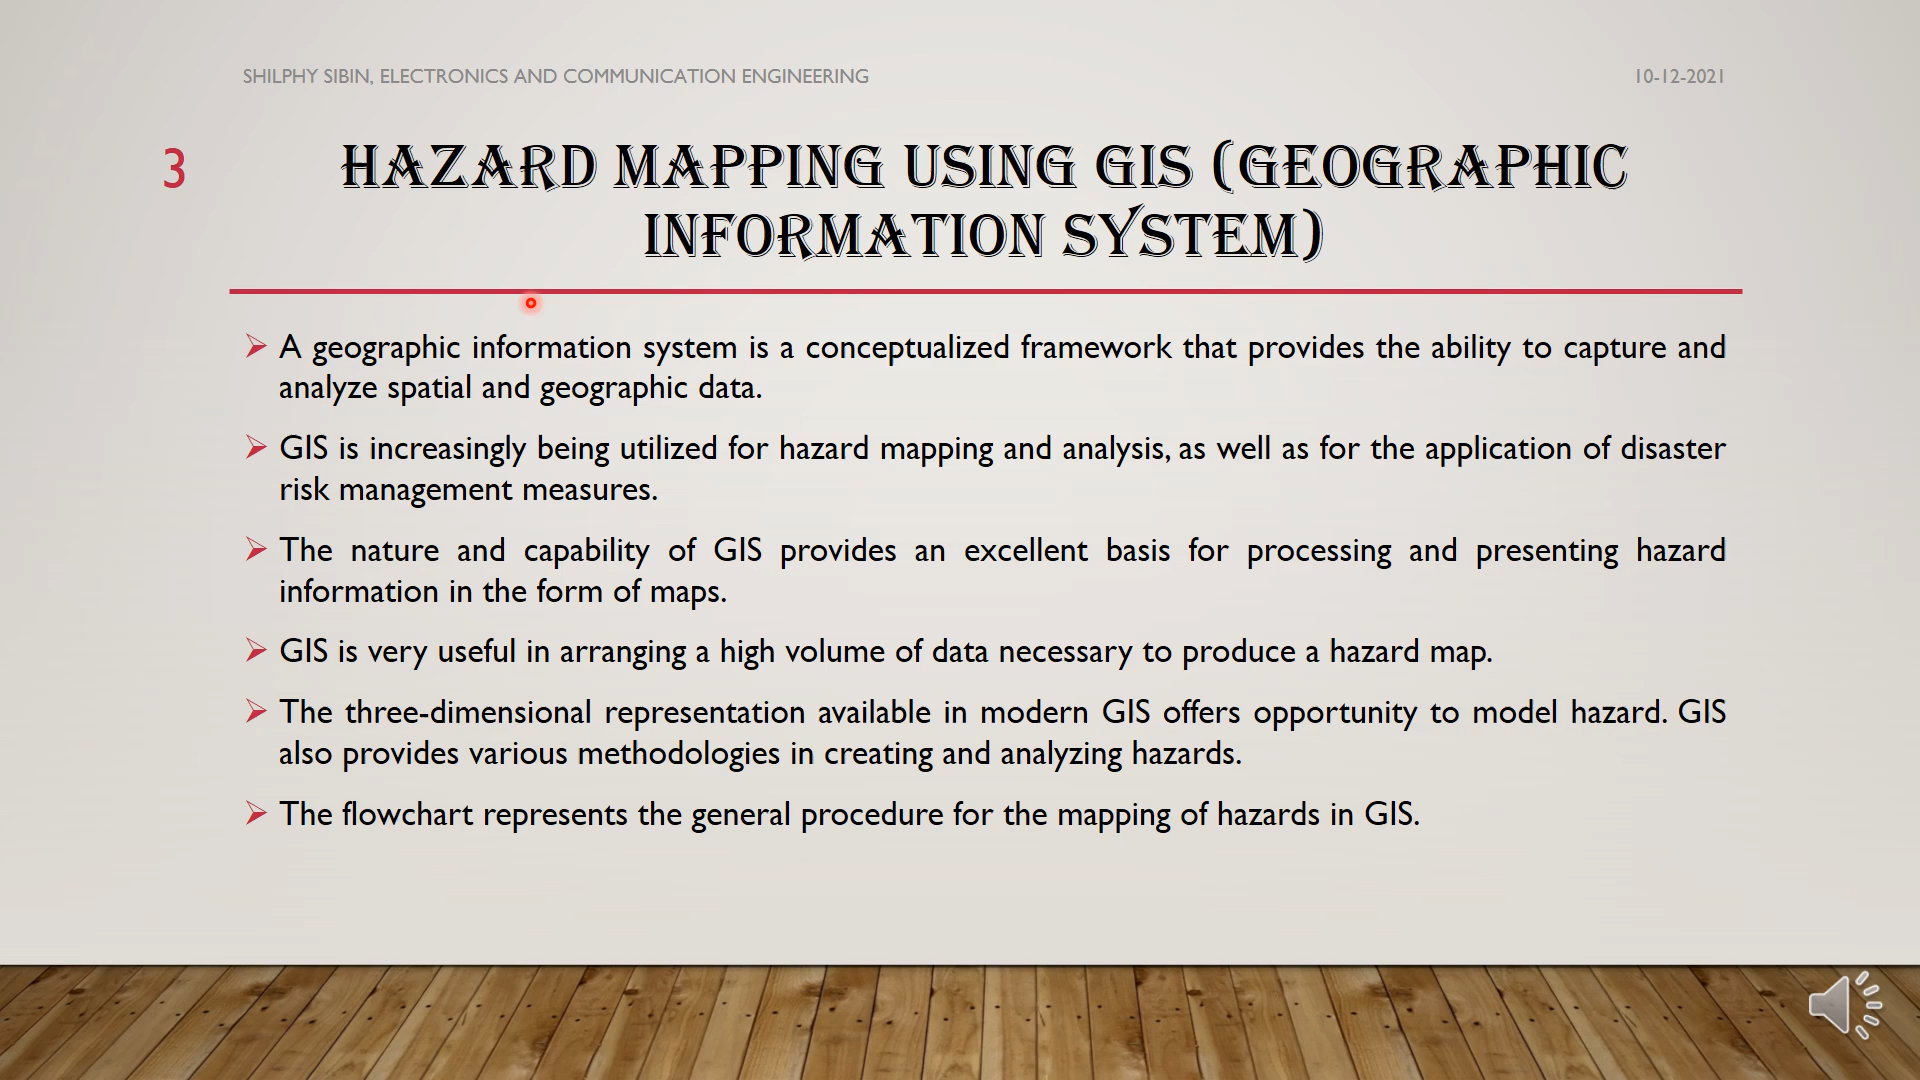 SHILPHY SIBIN, ELECTRONICS AND COMMUNICATION ENGINEERING
10-12-2021
3
HAZARD MAPPING USING GIS (GEOGRAPHIC
INFORMATION SYSTEM)
A geographic information system is a conceptualized framework that provides the ability to capture and
analyze spatial and geographic data.
GIS is increasingly being utilized for hazard mapping and analysis, as well as for the application of disaster
risk management measures.
The nature and capability of GIS provides an excellent basis for processing and presenting hazard
information in the form of maps.
GIS is very useful in arranging a high volume of data necessary to produce a hazard map.
The three-dimensional representation available in modern GIS offers opportunity to model hazard. GIS
also provides various methodologies in creating and analyzing hazards.
The flowchart represents the general procedure for the mapping of hazards in GIS.